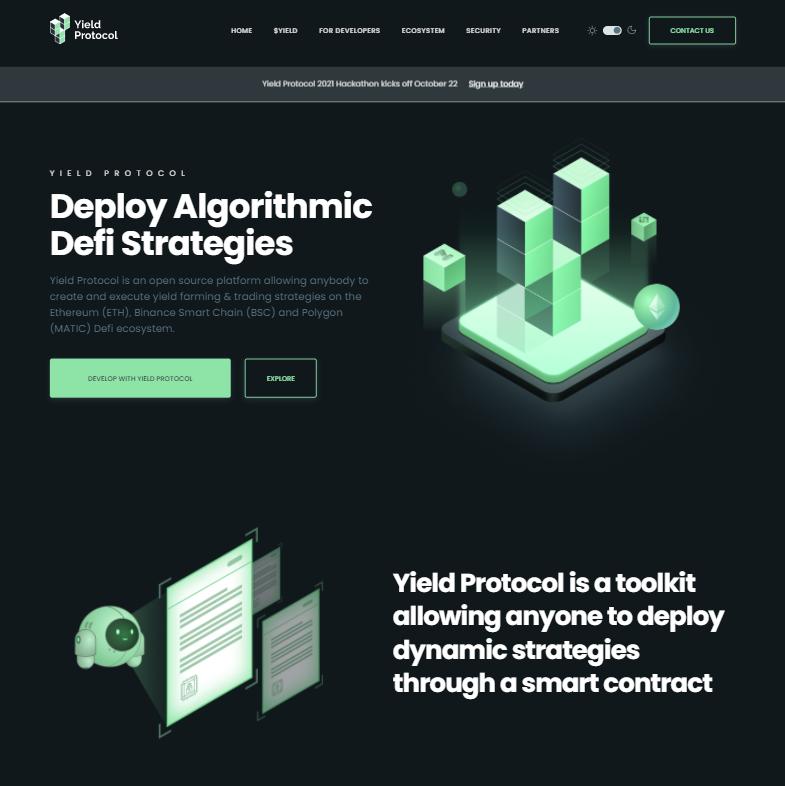 Yield
Protocol
HOME $YIELD FOR DEVELOPERS ECOSYSTEM SECURITY PARTNERS CONTACT US
Yield Protocol 2021 Hackathon kicks off October 22 Sign up today
YIELD PROTOCOL
Deploy Algorithmic
Defi Strategies
Yield Protocol is an open source platform allowing anybody to
create and execute yield farming & trading strategies on the
Ethereum (ETH), Binance Smart Chain (BSC) and Polygon
(MATIC) Defi ecosystem.
DEVELOP WITH YIELD PROTOCOL EXPLORE
Yield Protocol is a toolkit
allowing anyone to deploy
dynamic strategies
through a smart contract